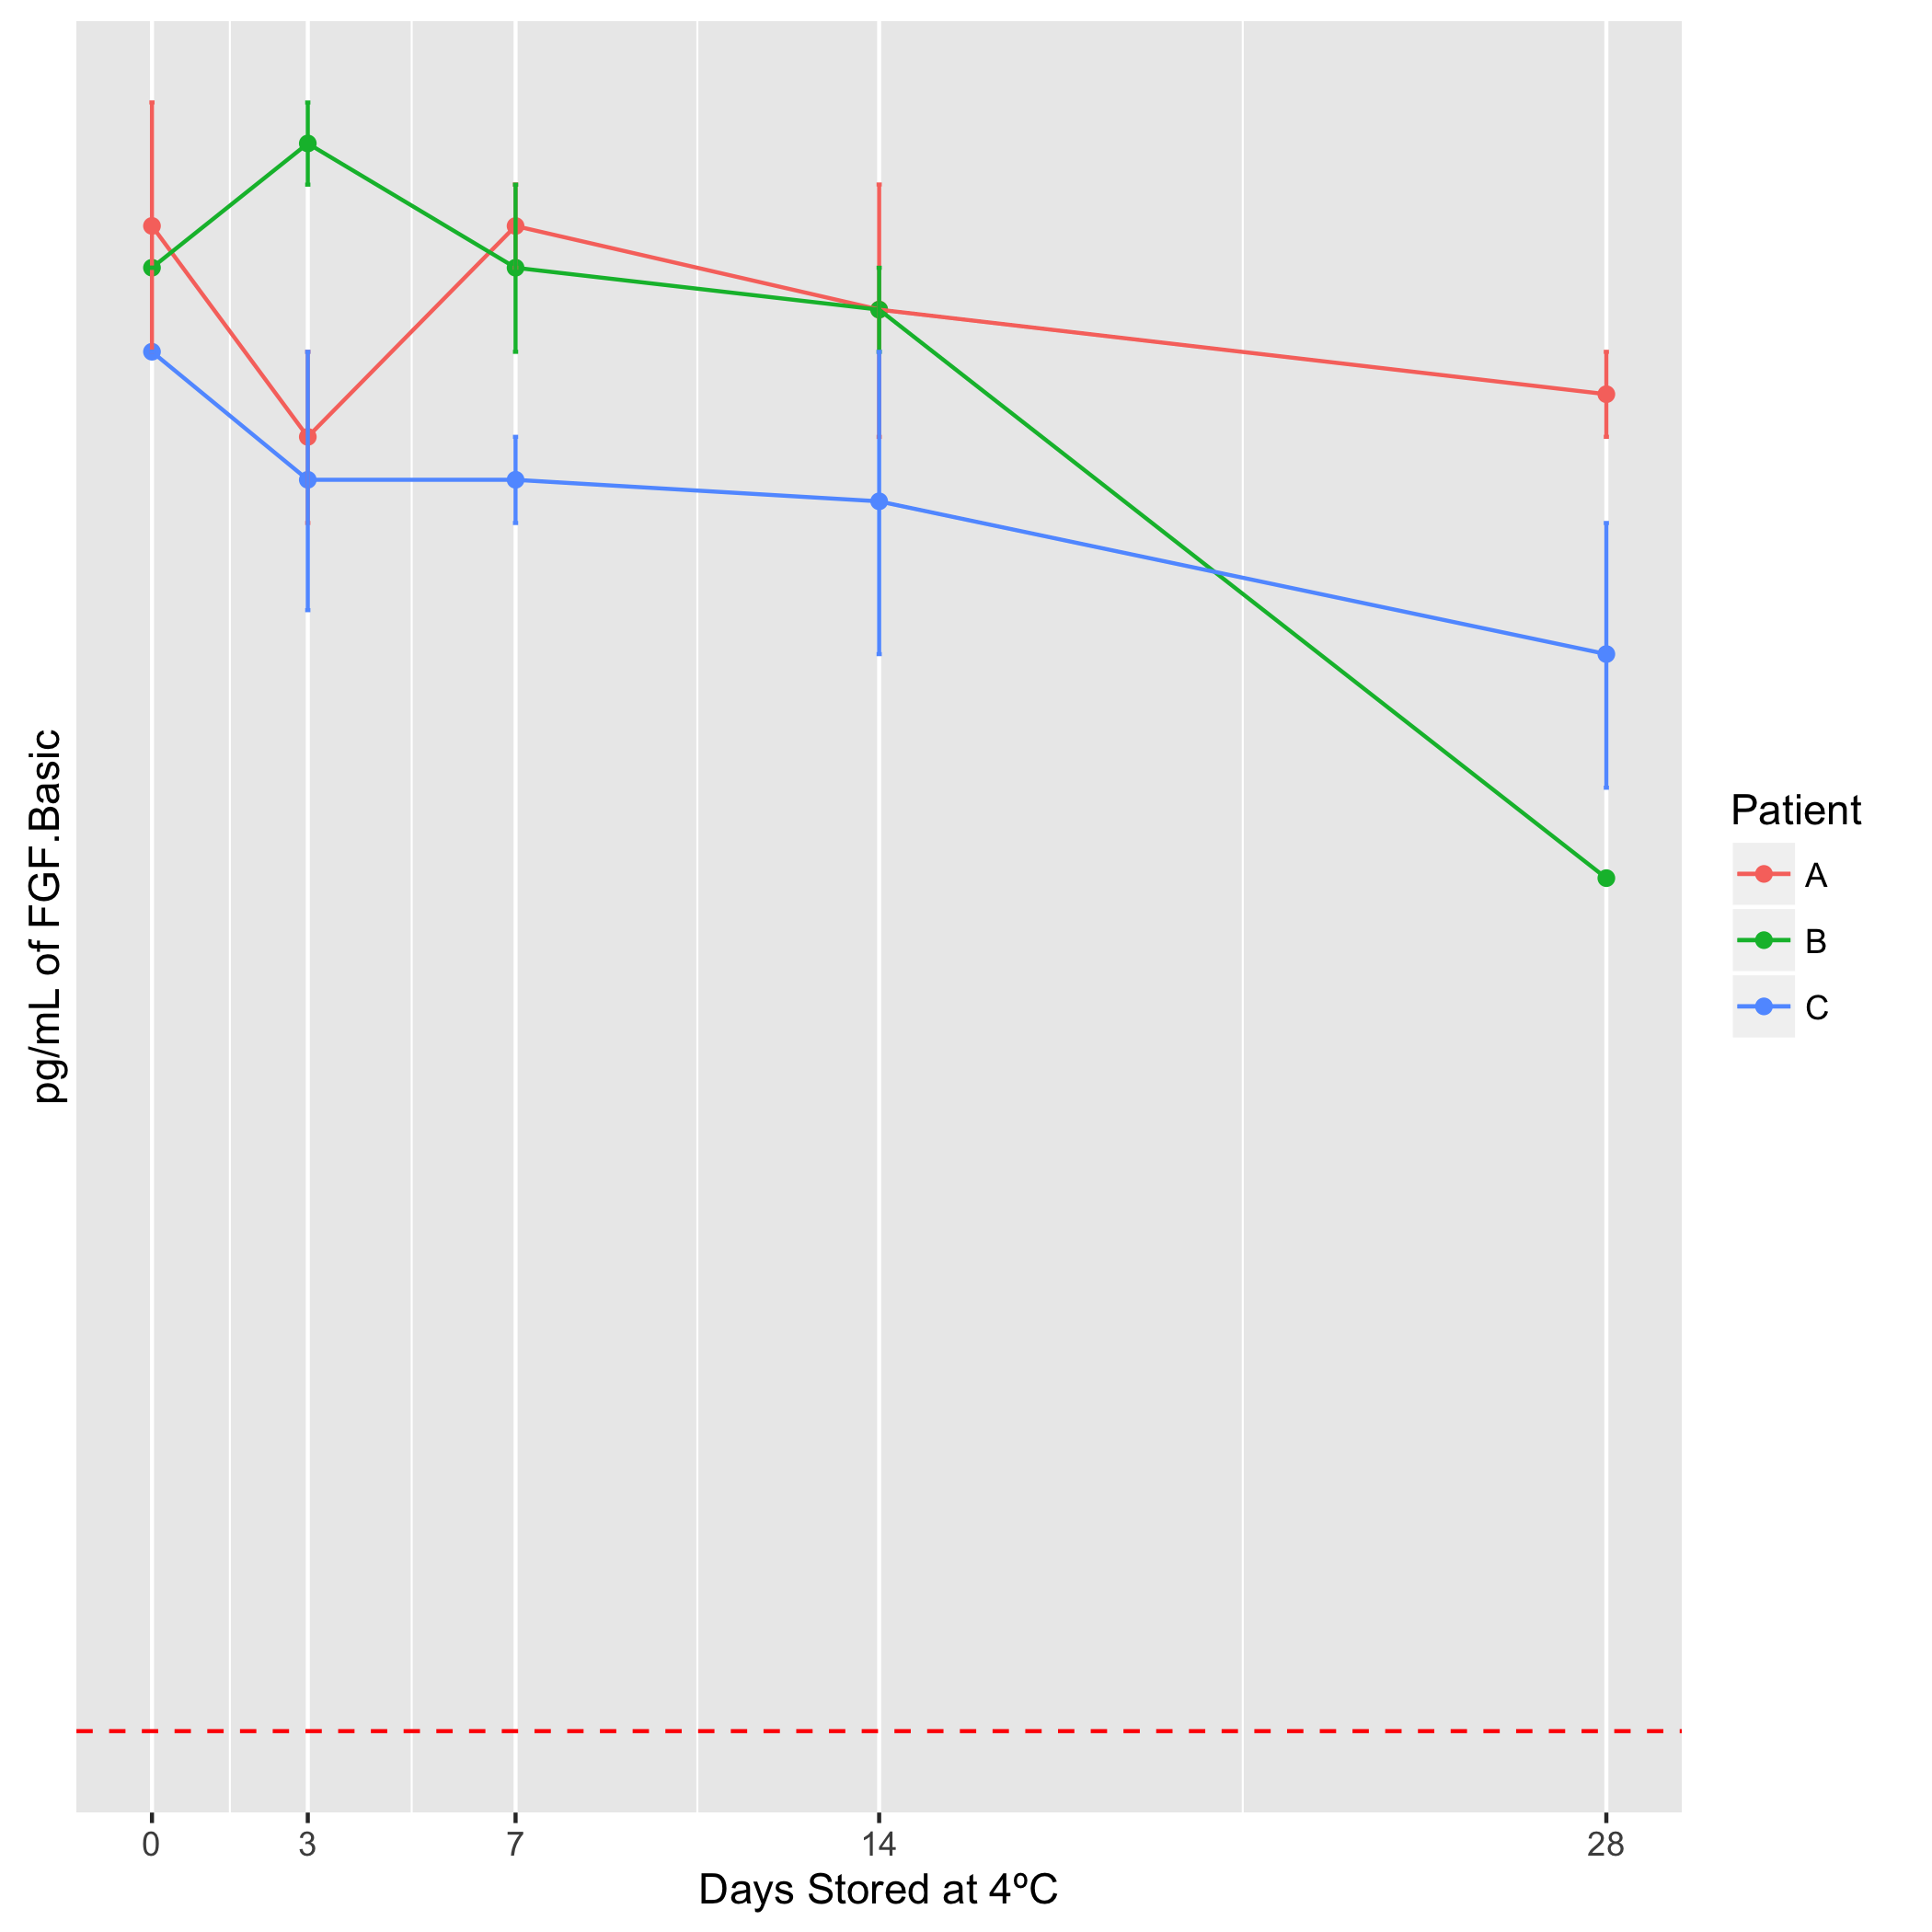 pg/mL of FGF.Basic
0 3 7 14 28
Days Stored at 4ºC
Patient
A
B
C